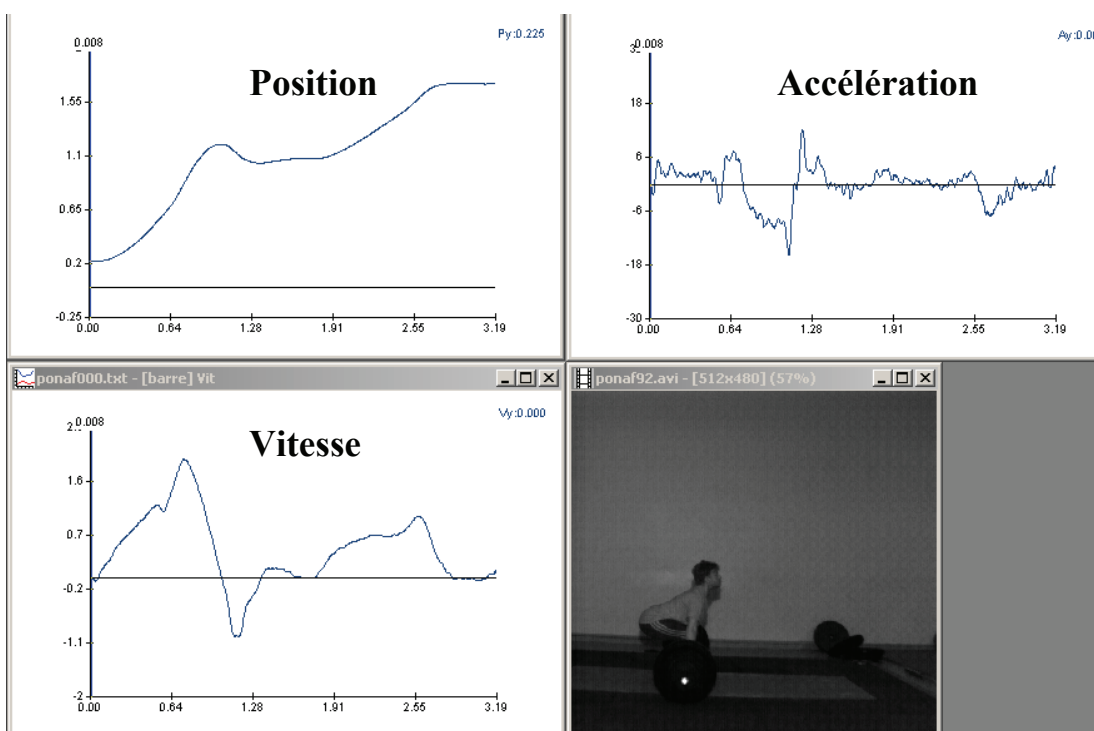 Py:0.225
0.008
Position
1.55
1.1
0.65
0.2
-0.25
0.00 0.64 1.28 1.91 2.55 3.19
0.008
Accélération
18
6
-6
-18
-30
0.00 0.64 1.28 1.91 2.55 3.19
ponaf000.txt - [barre] Vit
Vy:0.000
0.008
Vitesse
1.6
0.7
-0.2
-1.1
-2
0.00 0.64 1.28 1.91 2.55 3.19
ponaf92.avi - [512x480] (57%)